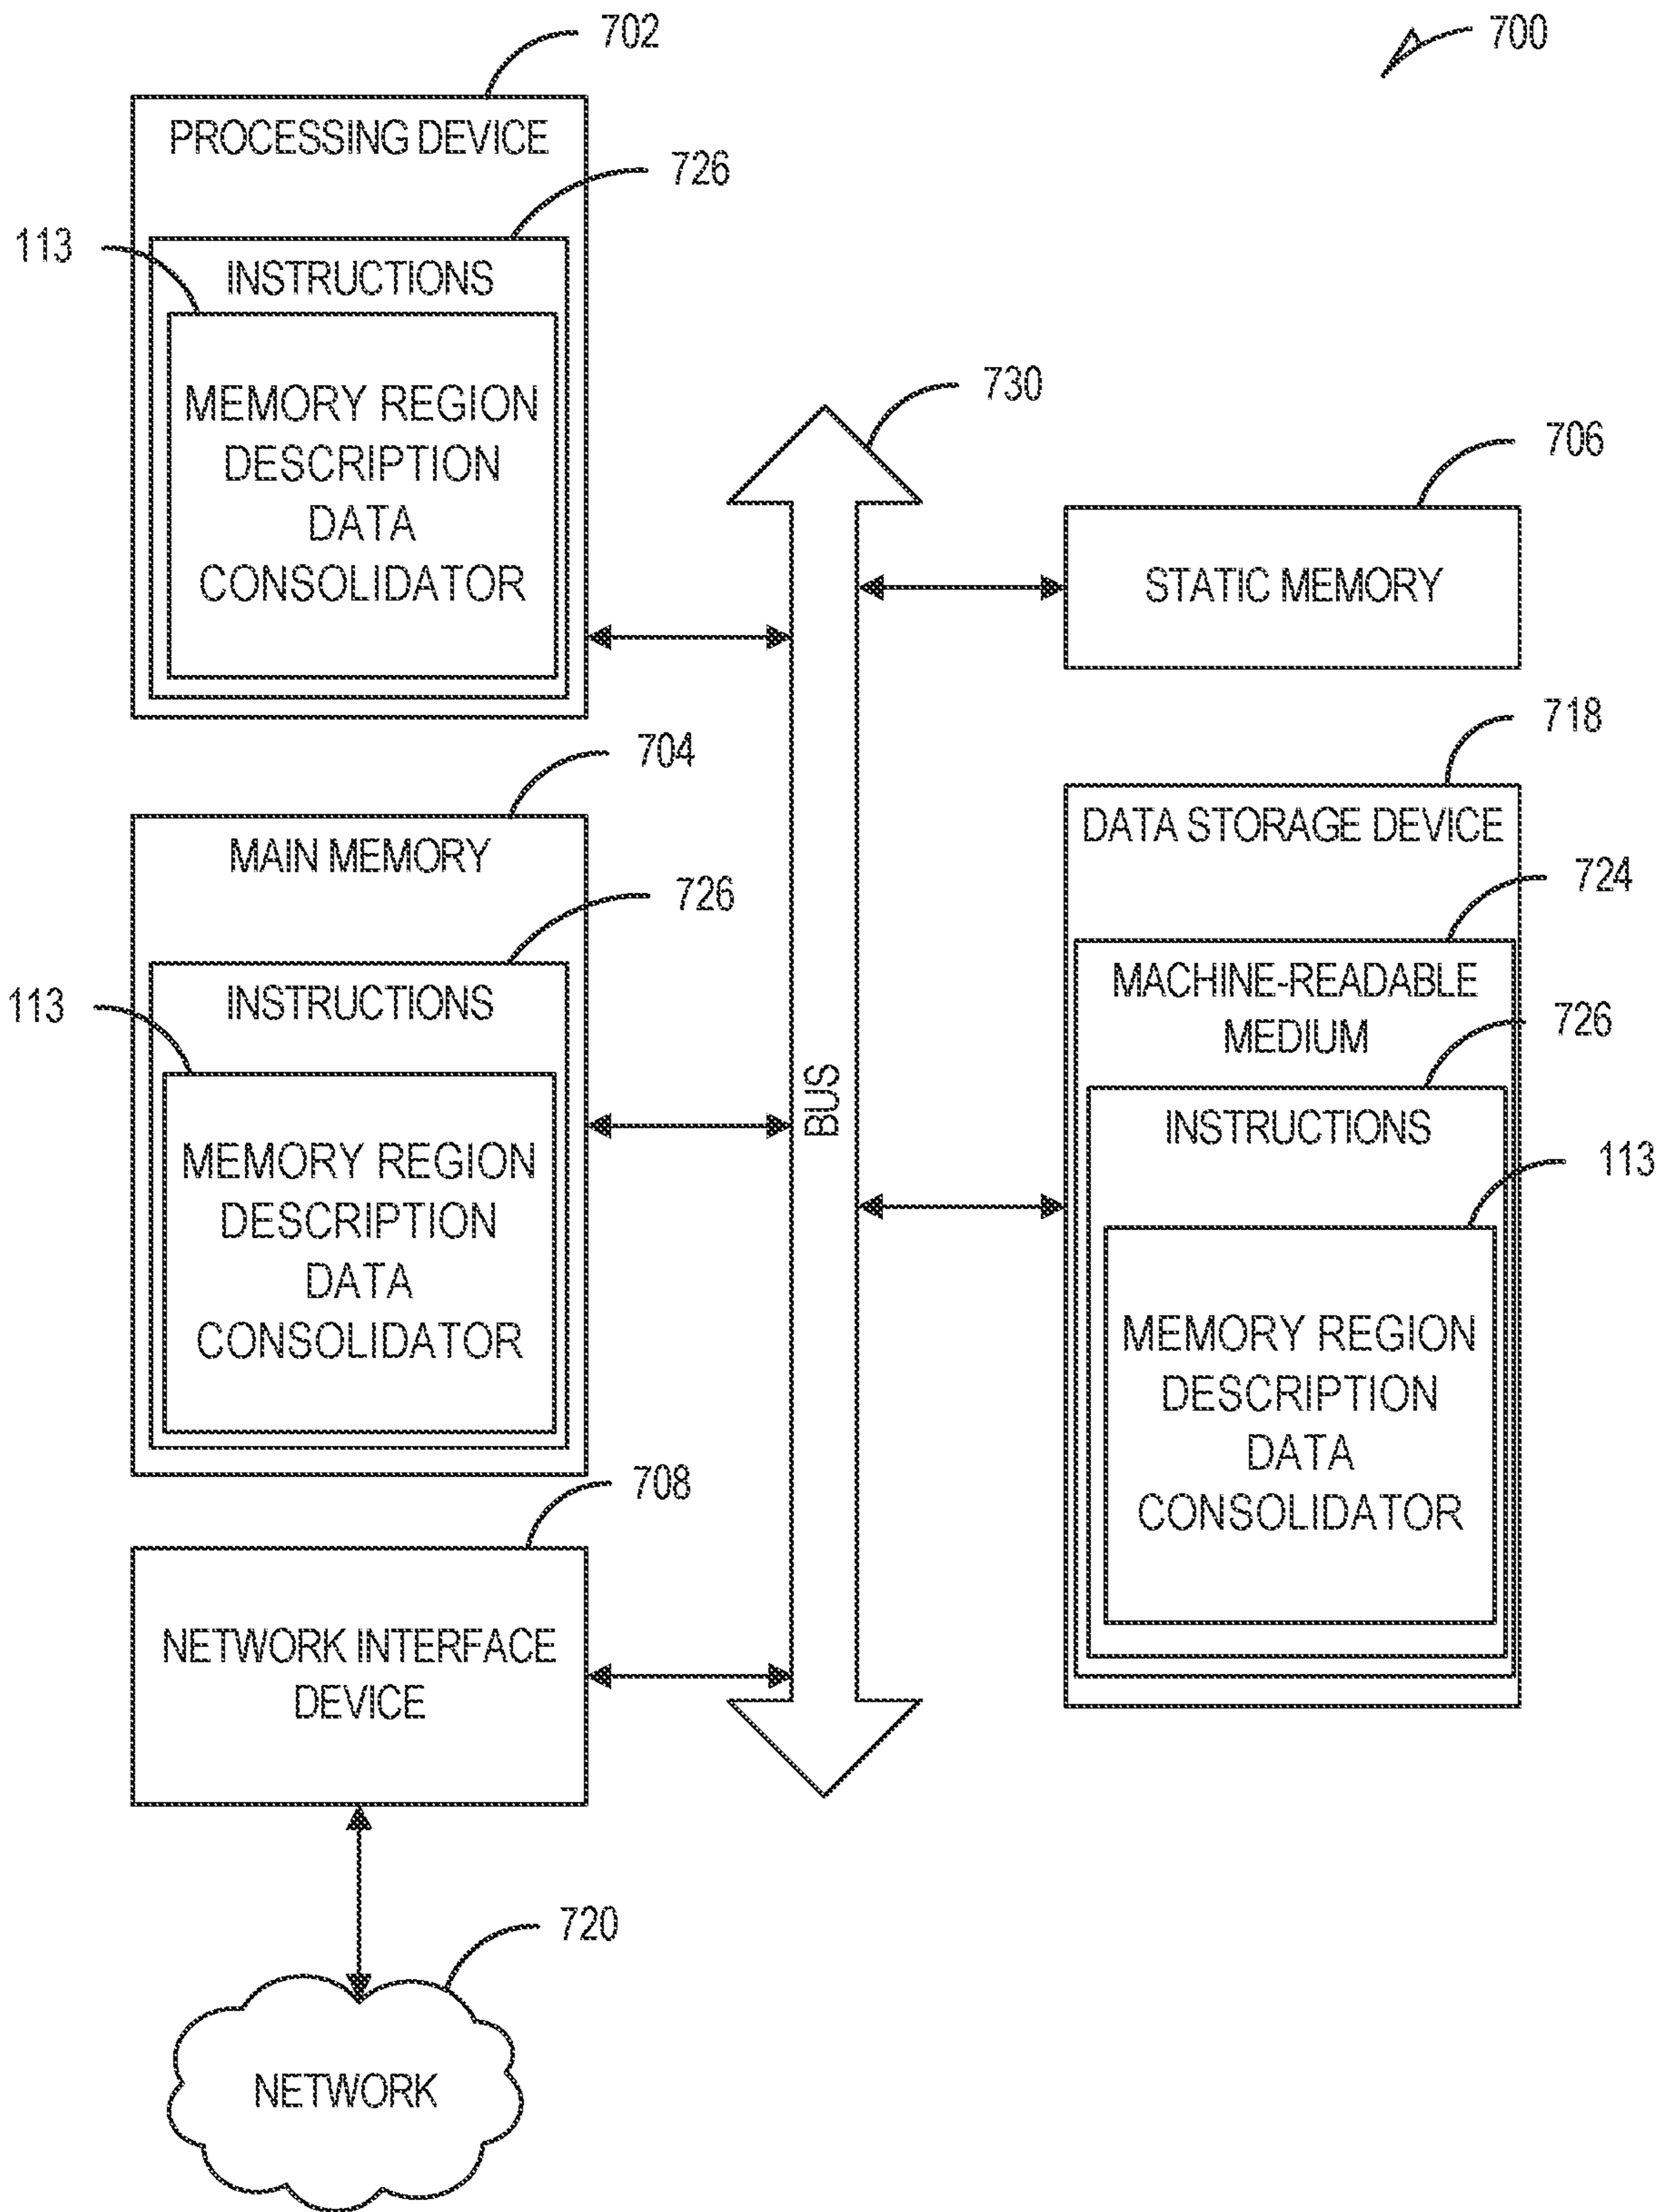 702
700
PROCESSING DEVICE
726
113
INSTRUCTIONS
MEMORY REGION
DESCRIPTION
DATA
CONSOLIDATOR
730
706
STATIC MEMORY
704
718
MAIN MEMORY
DATA STORAGE DEVICE
726
724
113
INSTRUCTIONS
MACHINE-READABLE
MEDIUM
726
BUS
INSTRUCTIONS
113
MEMORY REGION
DESCRIPTION
DATA
CONSOLIDATOR
MEMORY REGION
DESCRIPTION
DATA
CONSOLIDATOR
708
NETWORK INTERFACE
DEVICE
720
NETWORK